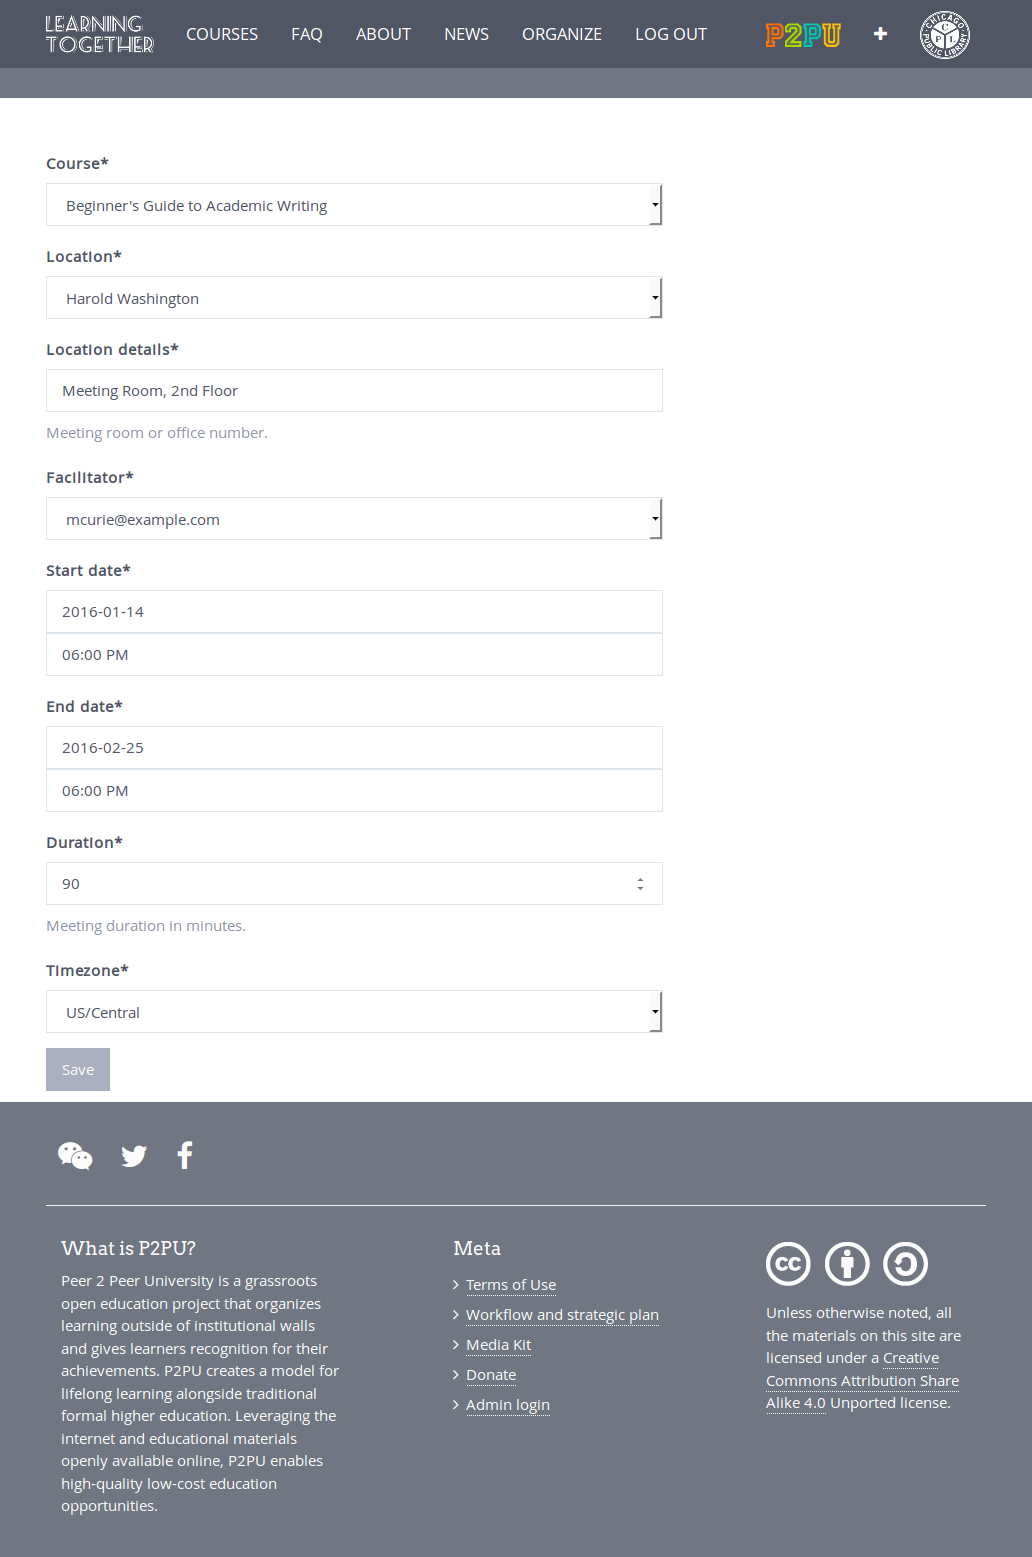 LEARNING
TOGETHER
COURSES FAQ ABOUT NEWS ORGANIZE LOG OUT
P2PU
CHICAGO
CPL
PUBLIC LIBRARY
Course*
Beginner's Guide to Academic Writing
Location*
Harold Washington
Location details*
Meeting Room, 2nd Floor
Meeting room or office number.
Facilitator*
mcurie@example.com
Start date*
2016-01-14
06:00 PM
End date*
2016-02-25
06:00 PM
Duration*
90
Meeting duration in minutes.
Timezone*
US/Central
Save
What is P2PU?
Peer 2 Peer University is a grassroots
open education project that organizes
learning outside of institutional walls
and gives learners recognition for their
achievements. P2PU creates a model for
lifelong learning alongside traditional
formal higher education. Leveraging the
internet and educational materials
openly available online, P2PU enables
high-quality low-cost education
opportunities.
Meta
Terms of Use
Workflow and strategic plan
Media Kit
Donate
Admin login
cc
Unless otherwise noted, all
the materials on this site are
licensed under a Creative
Commons Attribution Share
Alike 4.0 Unported license.